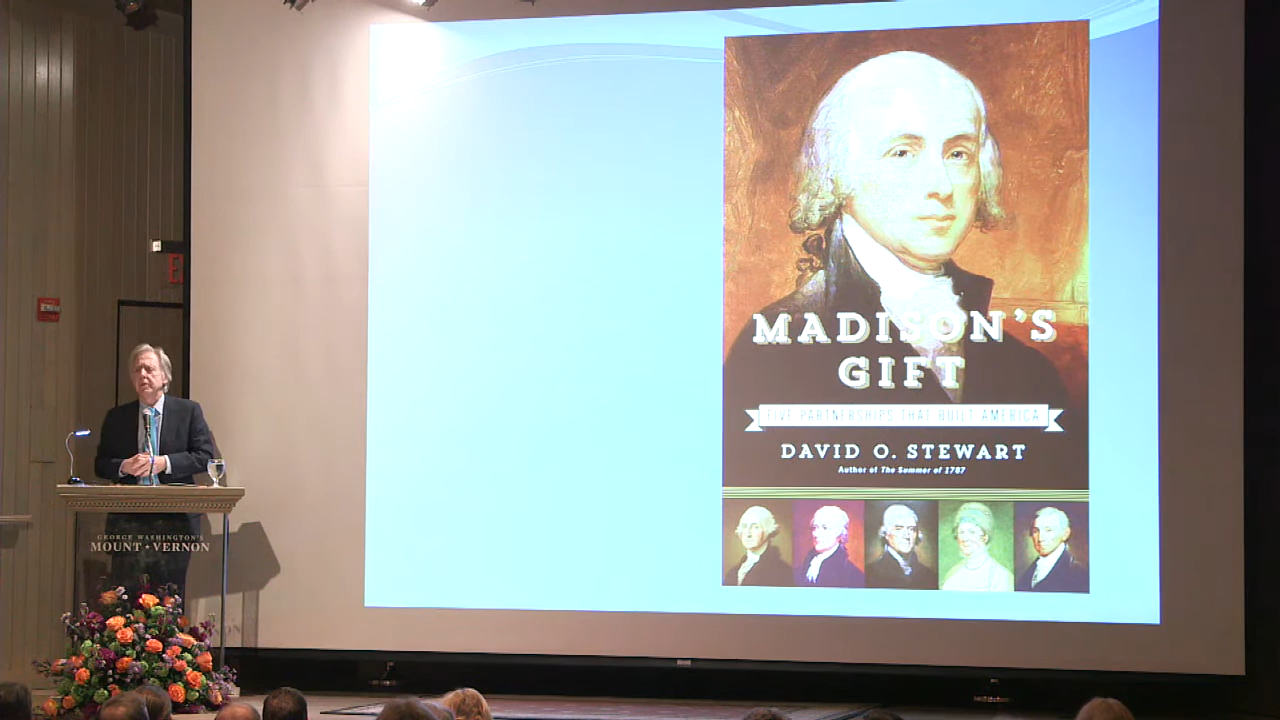 MADISON'S
GIFT
FIVE PARTNERSHIPS THAT BUILT AMERICA
DAVID O. STEWART
Author of The Summer of 1787
GEORGE WASHINGTON'S
MOUNT VERNON
E